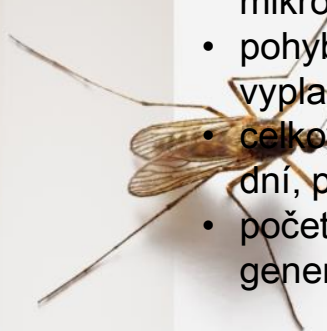 mikro
• pohyb
vypla
• celko
dní, p
• počet
gener